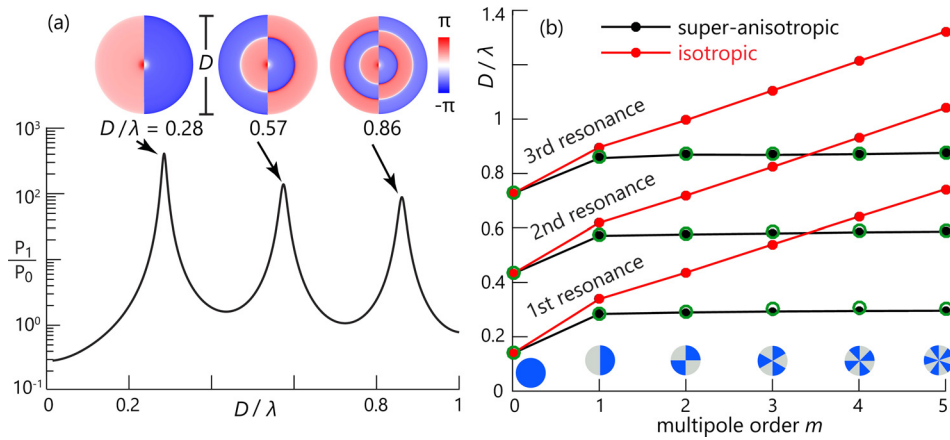 (a)
π
-π
D
D/λ = 0.28
0.57
0.86
10³
10²
10¹
10⁰
10⁻¹
P₁
P₀
0
0.2
0.6
0.8
1
D/λ
(b)
super-anisotropic
isotropic
1.4
D/λ
1
0.8
0.6
0.4
0.2
0
3rd resonance
2nd resonance
1st resonance
0 1 2 3 4 5
multipole order m